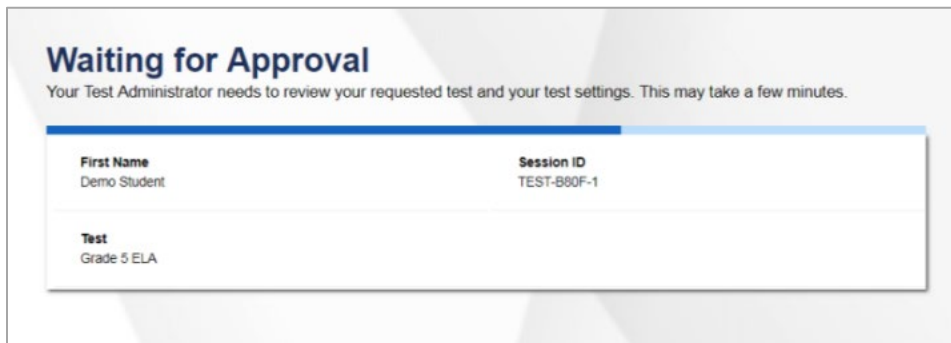 Waiting for Approval
Your Test Administrator needs to review your requested test and your test settings. This may take a few minutes.
First Name
Demo Student
Session ID
TEST-B80F-1
Test
Grade 5 ELA